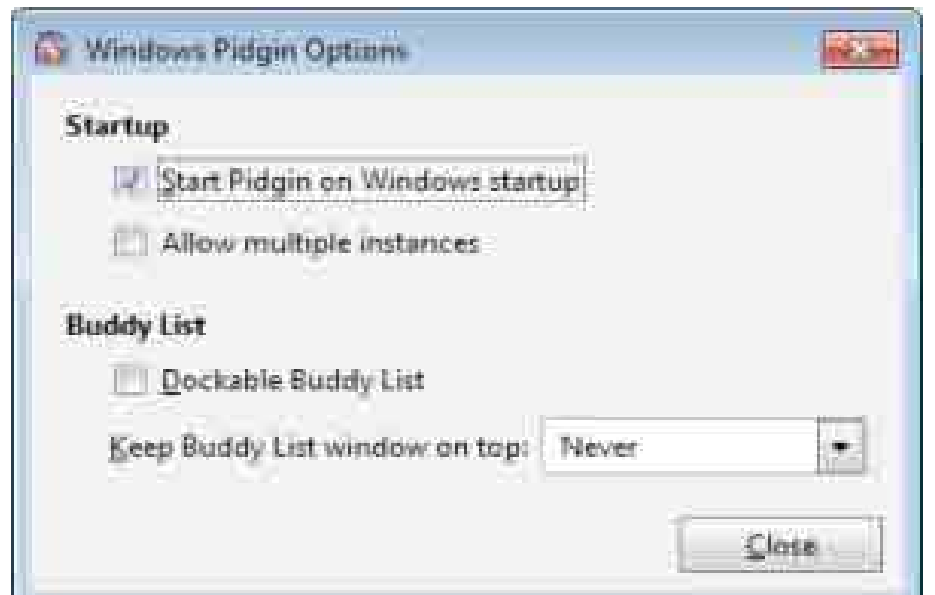 Windows Pidgin Options
Startup
Start Pidgin on Windows startup
Allow multiple instances
Buddy List
Dockable Buddy List
Keep Buddy List window on top: Never
Close